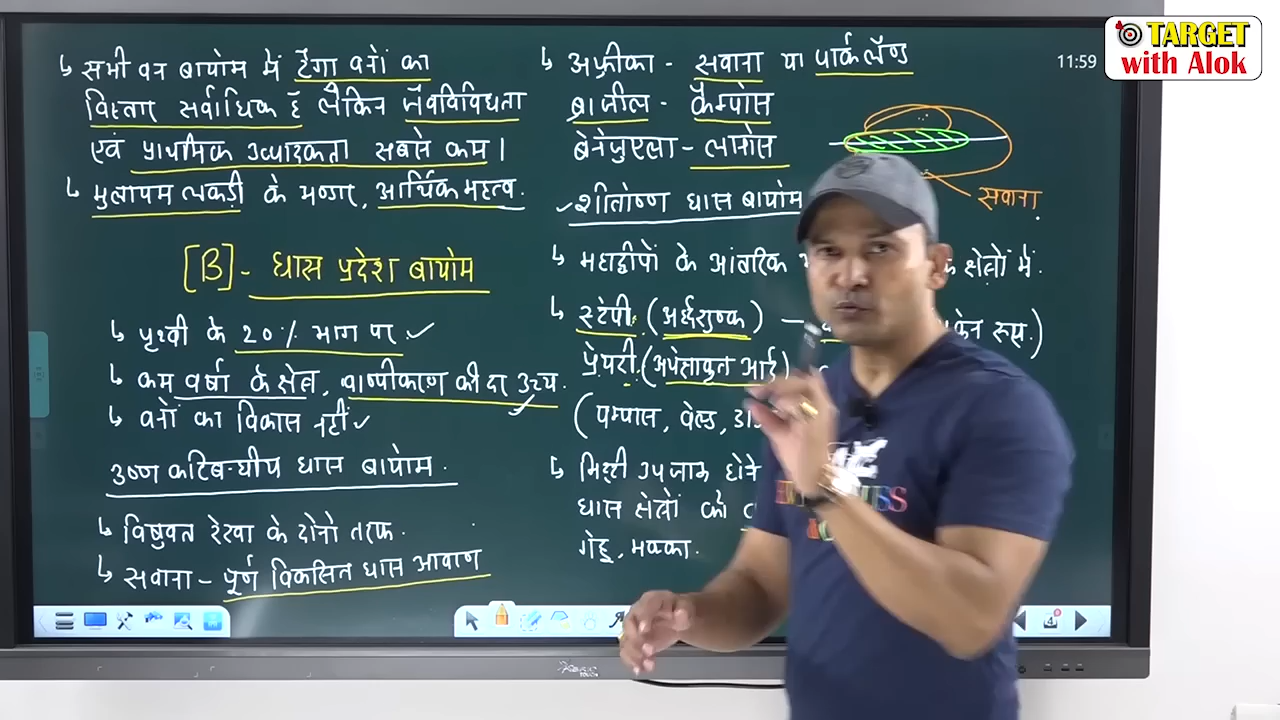 ↳ सभी वन बायोम में टैगा वनों का
विस्तार सर्वाधिक है लेकिन जैवविविधता
एवं प्राथमिक उत्पादकता सबसे कम।
↳ मुलायम लकड़ी के भण्डार, आर्थिक महत्व.
[B] - घास प्रदेश बायोम
↳ पृथ्वी के 20% भाग पर
↳ कम वर्षा के क्षेत्र, वाष्पीकरण की दर उच्च.
↳ वनों का विकास नहीं
उष्ण कटिबन्धीय घास बायोम.
↳ विषुवत रेखा के दोनो तरफ.
↳ सवाना - पूर्ण विकसित घास आवरण
↳ अफ्रीका - सवाना या पार्कलैण्ड
ब्राजील - कैम्पोस
वेनेजुएला - लानोस
सवाना
शीतोष्ण घास बायोम
↳ महाद्वीपों के आंतरिक क्षेत्रों में.
↳ स्टेपी (अर्द्धशुष्क) — रूस)
प्रेयरी (अपेक्षाकृत आर्द्र)
(पम्पास, वेल्ड,
↳ मिट्टी उपजाऊ होने
घास क्षेत्रों को
गेहू, मक्का.
11:59
TARGET
with Alok